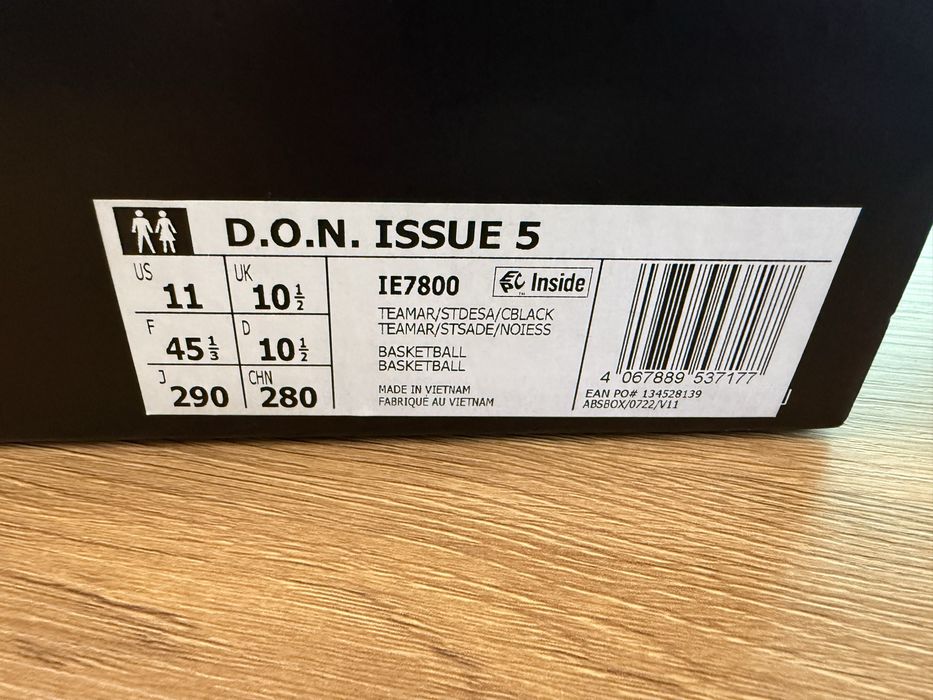 D.O.N. ISSUE 5
US 11
UK 10 1/2
F 45 1/3
D 10 1/2
J 290
CHN 280
IE7800
EC Inside
TM
TEAMAR/STDESA/CBLACK
TEAMAR/STSADE/NOIESS
BASKETBALL
BASKETBALL
MADE IN VIETNAM
FABRIQUÉ AU VIETNAM
4 067889 537177
EAN PO# 134528139
ABSBOX/0722/V11